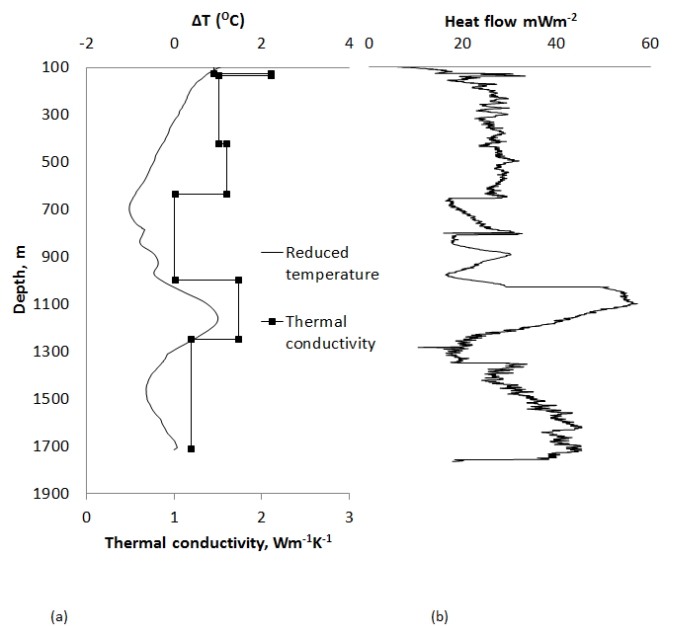 ΔT (⁰C)
-2 0 2 4
100
300
500
700
900
1100
1300
1500
1700
1900
Depth, m
Reduced
temperature
Thermal
conductivity
0 1 2 3
Thermal conductivity, Wm⁻¹K⁻¹
(a)
Heat flow mWm⁻²
0 20 40 60
(b)